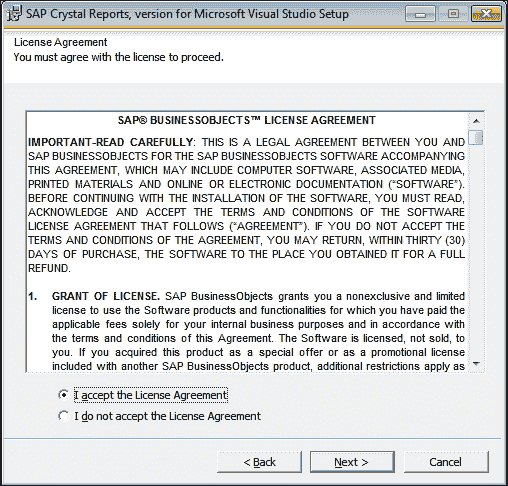 SAP Crystal Reports, version for Microsoft Visual Studio Setup
License Agreement
You must agree with the license to proceed.
SAP® BUSINESSOBJECTS™ LICENSE AGREEMENT
IMPORTANT-READ CAREFULLY: THIS IS A LEGAL AGREEMENT BETWEEN YOU AND
SAP BUSINESSOBJECTS FOR THE SAP BUSINESSOBJECTS SOFTWARE ACCOMPANYING
THIS AGREEMENT, WHICH MAY INCLUDE COMPUTER SOFTWARE, ASSOCIATED MEDIA,
PRINTED MATERIALS AND ONLINE OR ELECTRONIC DOCUMENTATION ("SOFTWARE").
BEFORE CONTINUING WITH THE INSTALLATION OF THE SOFTWARE, YOU MUST READ,
ACKNOWLEDGE AND ACCEPT THE TERMS AND CONDITIONS OF THE SOFTWARE
LICENSE AGREEMENT THAT FOLLOWS ("AGREEMENT"). IF YOU DO NOT ACCEPT THE
TERMS AND CONDITIONS OF THE AGREEMENT, YOU MAY RETURN, WITHIN THIRTY (30)
DAYS OF PURCHASE, THE SOFTWARE TO THE PLACE YOU OBTAINED IT FOR A FULL
REFUND.
1. GRANT OF LICENSE. SAP BusinessObjects grants you a nonexclusive and limited
license to use the Software products and functionalities for which you have paid the
applicable fees solely for your internal business purposes and in accordance with
the terms and conditions of this Agreement. The Software is licensed, not sold, to
you. If you acquired this product as a special offer or as a promotional license
included with another SAP BusinessObjects product, additional restrictions apply as
I accept the License Agreement
I do not accept the License Agreement
< Back
Next >
Cancel